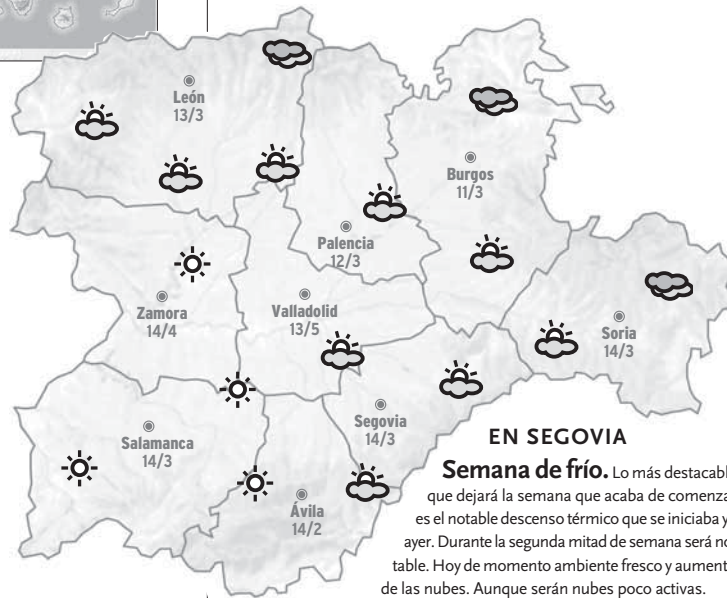 León
13/3
Burgos
11/3
Palencia
12/3
Zamora
14/4
Valladolid
13/5
Soria
14/3
Segovia
14/3
Salamanca
14/3
Ávila
14/2
EN SEGOVIA
Semana de frío. Lo más destacabl
que dejará la semana que acaba de comenza
es el notable descenso térmico que se iniciaba y
ayer. Durante la segunda mitad de semana será no
table. Hoy de momento ambiente fresco y aument
de las nubes. Aunque serán nubes poco activas.